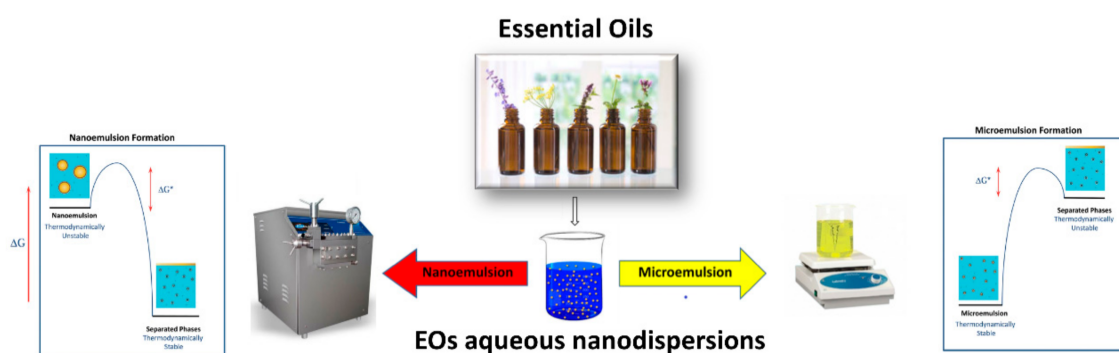 Essential Oils
Nanoemulsion Formation
ΔG*
Nanoemulsion
Thermodynamically
Unstable
ΔG
Separated Phases
Thermodynamically
Stable
Nanoemulsion
Microemulsion
EOs aqueous nanodispersions
Microemulsion Formation
ΔG*
Separated Phases
Thermodynamically
Unstable
Microemulsion
Thermodynamically
Stable